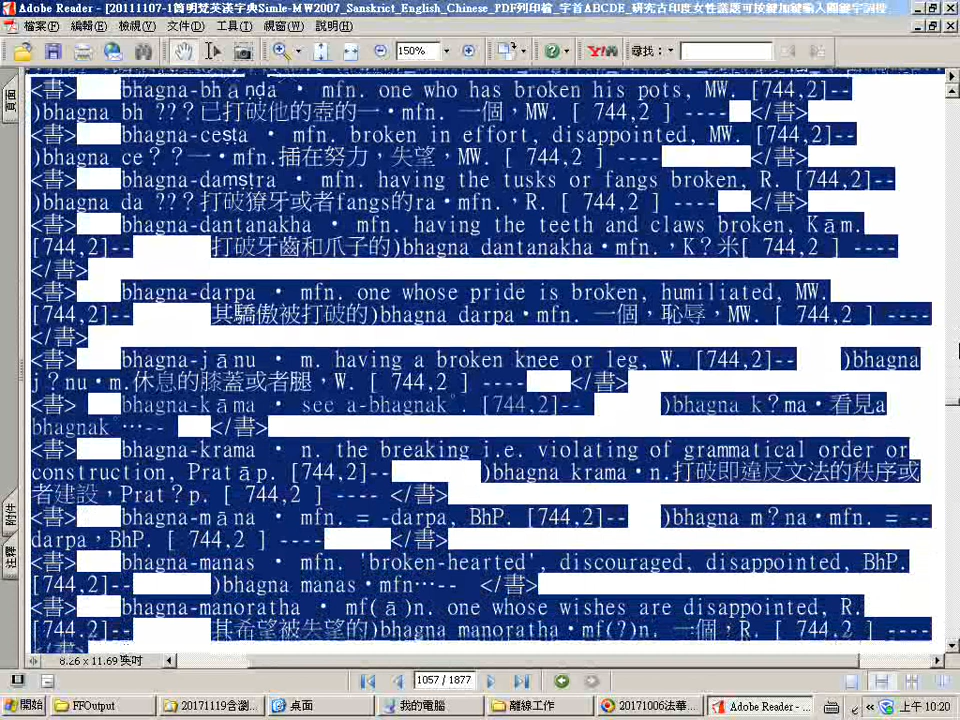 Adobe Reader - [20111107-1簡明梵英漢字典Simle-MW2007_Sanskrict_English_Chinese_PDF列印檔_字首ABCDE_研究古印度女性議題可按鍵輸入關鍵字詞搜
檔案(F) 編輯(E) 檢視(V) 文件(D) 工具(T) 視窗(W) 說明(H)
150% Y! 尋找：
頁面
附件
注釋
<書> bhagna-bhāṇḍa • mfn. one who has broken his pots, MW. [744,2]--
)bhagna bh ???已打破他的壺的一•mfn. 一個，MW. [ 744,2 ] ---- </書>
<書> bhagna-ceṣṭa • mfn. broken in effort, disappointed, MW. [744,2]--
)bhagna ce？？一•mfn.插在努力，失望，MW. [ 744,2 ] ---- </書>
<書> bhagna-daṃṣṭra • mfn. having the tusks or fangs broken, R. [744,2]--
)bhagna da ???打破獠牙或者fangs的ra•mfn.，R. [ 744,2 ] ---- </書>
<書> bhagna-dantanakha • mfn. having the teeth and claws broken, Kām.
[744,2]-- 打破牙齒和爪子的)bhagna dantanakha•mfn.，K？米[ 744,2 ] ----
</書>
<書> bhagna-darpa • mfn. one whose pride is broken, humiliated, MW.
[744,2]-- 其驕傲被打破的)bhagna darpa•mfn. 一個，恥辱，MW. [ 744,2 ] ----
</書>
<書> bhagna-jānu • m. having a broken knee or leg, W. [744,2]-- )bhagna
j？nu•m.休息的膝蓋或者腿，W. [ 744,2 ] ---- </書>
<書> bhagna-kāma • see a-bhagnak°. [744,2]-- )bhagna k？ma•看見a
bhagnak ⋯-- </書>
<書> bhagna-krama • n. the breaking i.e. violating of grammatical order or
construction, Pratāp. [744,2]-- )bhagna krama•n.打破即違反文法的秩序或
者建設，Prat？p. [ 744,2 ] ---- </書>
<書> bhagna-māna • mfn. = -darpa, BhP. [744,2]-- )bhagna m？na•mfn. = --
darpa，BhP. [ 744,2 ] ---- </書>
<書> bhagna-manas • mfn. 'broken-hearted', discouraged, disappointed, BhP.
[744,2]-- )bhagna manas•mfn⋯-- </書>
<書> bhagna-manoratha • mf(ā)n. one whose wishes are disappointed, R.
[744,2]-- 其希望被失望的)bhagna manoratha•mf(?)n. 一個，R. [ 744,2 ] ----
</書>
8.26 x 11.69 英吋
1057 / 1877
開始 FFOutput 20171119含瀏... 桌面 我的電腦 離線工作 20171006法華... Adobe Reader - [... 上午 10:20